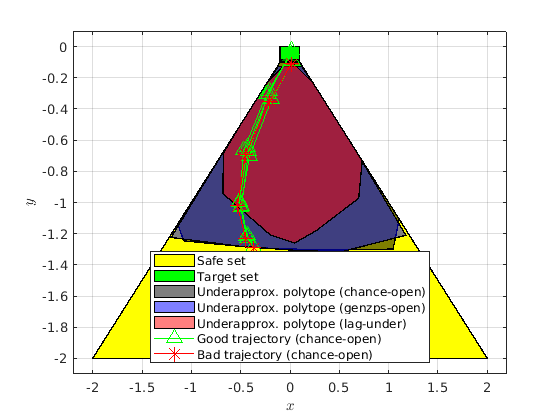 0
-0.2
-0.4
-0.6
-0.8
-1
-1.2
-1.4
-1.6
-1.8
-2
y
Safe set
Target set
Underapprox. polytope (chance-open)
Underapprox. polytope (genzps-open)
Underapprox. polytope (lag-under)
Good trajectory (chance-open)
Bad trajectory (chance-open)
-2 -1.5 -1 -0.5 0 0.5 1 1.5 2
x